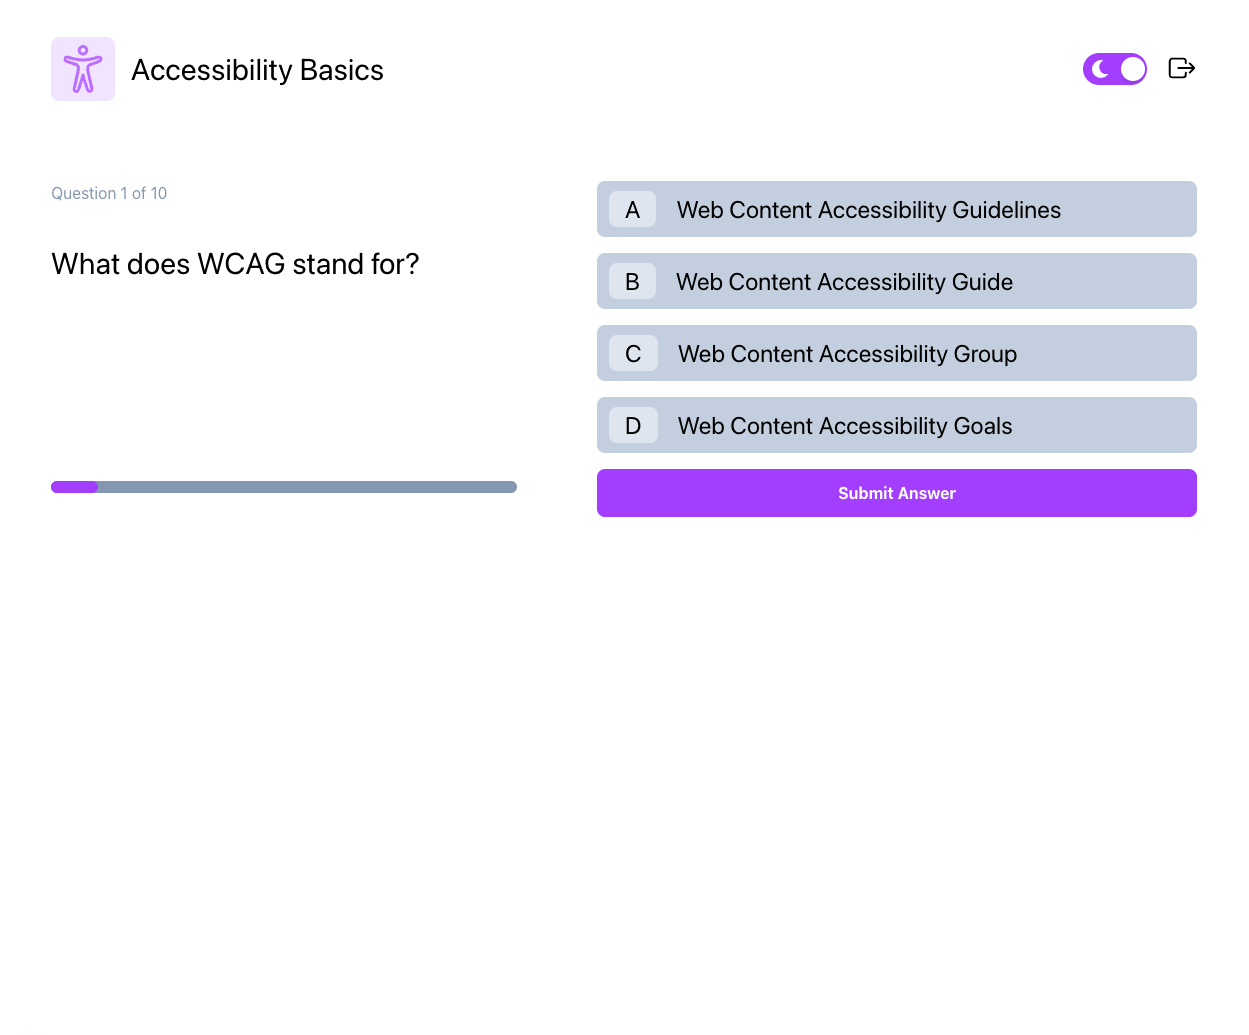 Accessibility Basics
Question 1 of 10
What does WCAG stand for?
A Web Content Accessibility Guidelines
B Web Content Accessibility Guide
C Web Content Accessibility Group
D Web Content Accessibility Goals
Submit Answer